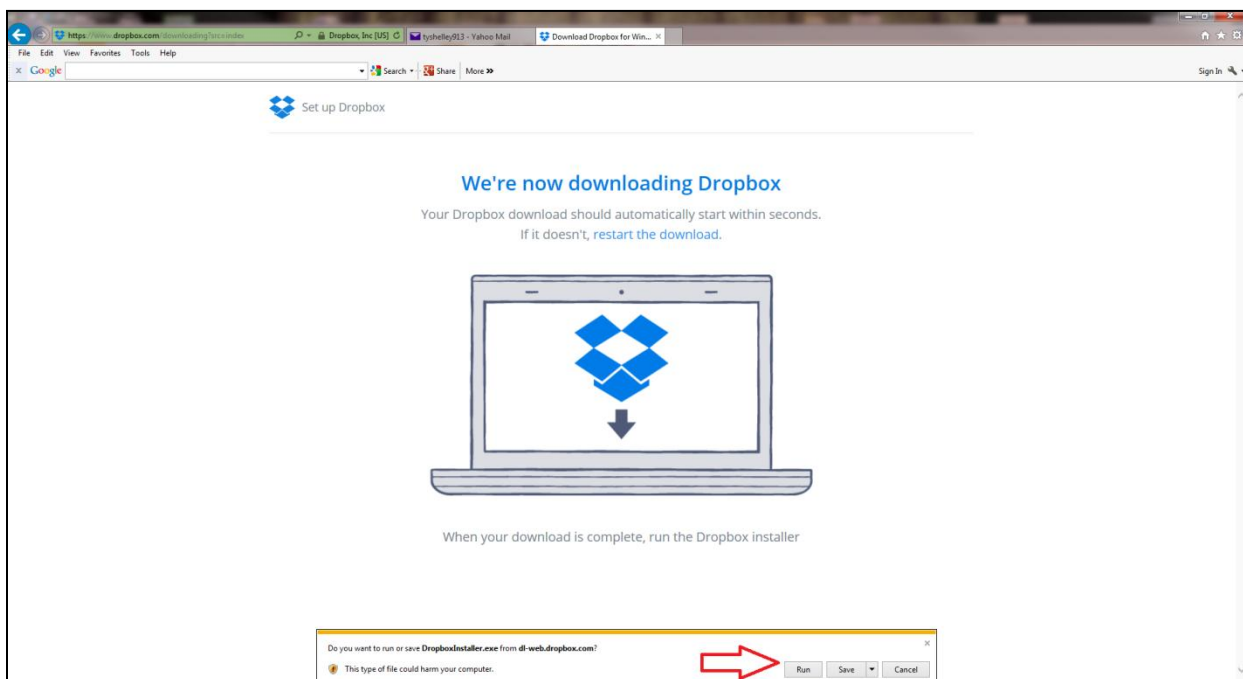 https://www.dropbox.com/downloading?src=index
Dropbox, Inc [US]
tyshelley913 - Yahoo Mail
Download Dropbox for Win...
File Edit View Favorites Tools Help
x Google
Search
Share
More »
Sign In
Set up Dropbox
We're now downloading Dropbox
Your Dropbox download should automatically start within seconds.
If it doesn't, restart the download.
When your download is complete, run the Dropbox installer
Do you want to run or save DropboxInstaller.exe from dl-web.dropbox.com?
This type of file could harm your computer.
Run Save Cancel